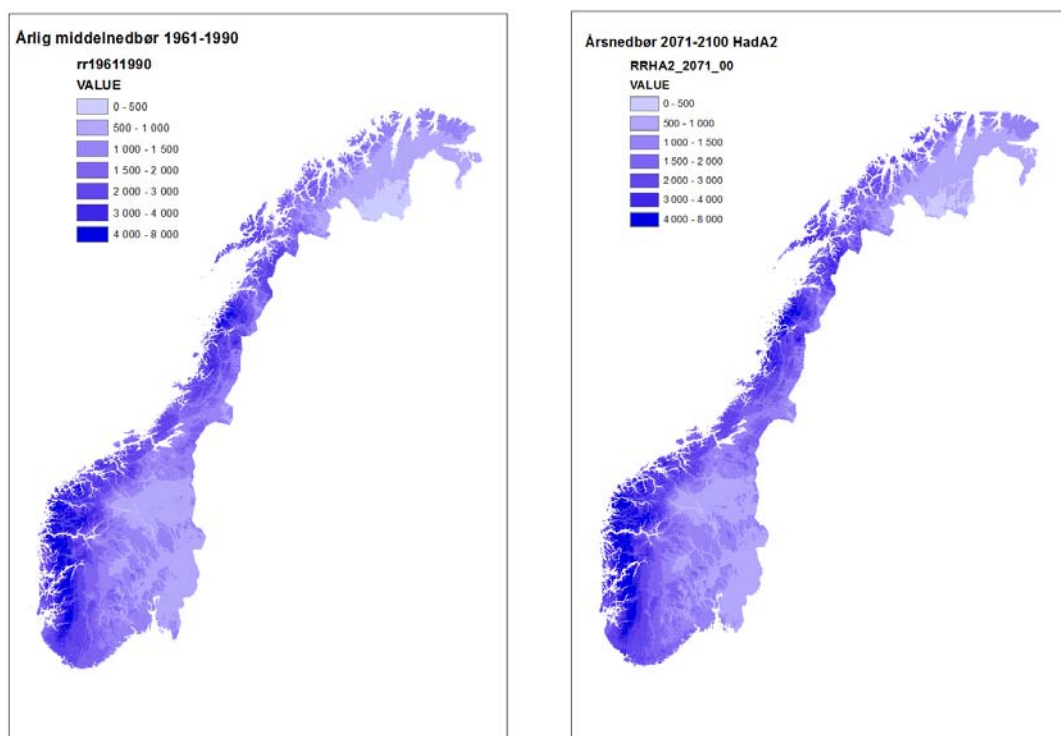 Årlig middelnedbør 1961-1990
rr19611990
VALUE
0 - 500
500 - 1 000
1 000 - 1 500
1 500 - 2 000
2 000 - 3 000
3 000 - 4 000
4 000 - 8 000
Årsnedbør 2071-2100 HadA2
RRHA2_2071_00
VALUE
0 - 500
500 - 1 000
1 000 - 1 500
1 500 - 2 000
2 000 - 3 000
3 000 - 4 000
4 000 - 8 000